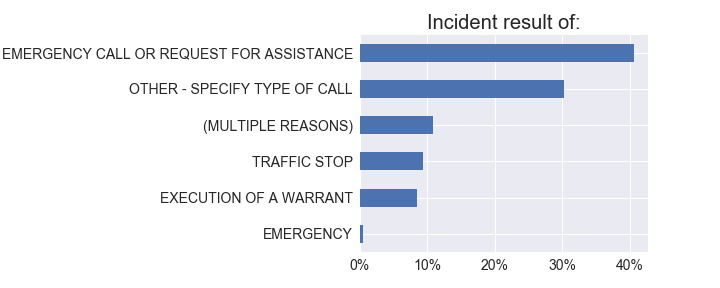 Incident result of:
EMERGENCY CALL OR REQUEST FOR ASSISTANCE
OTHER - SPECIFY TYPE OF CALL
(MULTIPLE REASONS)
TRAFFIC STOP
EXECUTION OF A WARRANT
EMERGENCY
0% 10% 20% 30% 40%